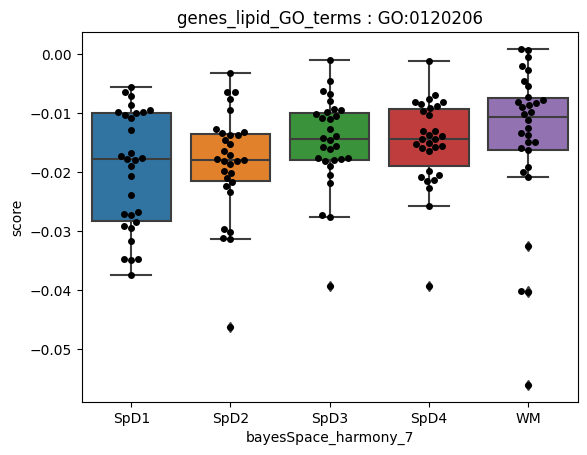 genes_lipid_GO_terms : GO:0120206
score
0.00
−0.01
−0.02
−0.03
−0.04
−0.05
SpD1 SpD2 SpD3 SpD4 WM
bayesSpace_harmony_7